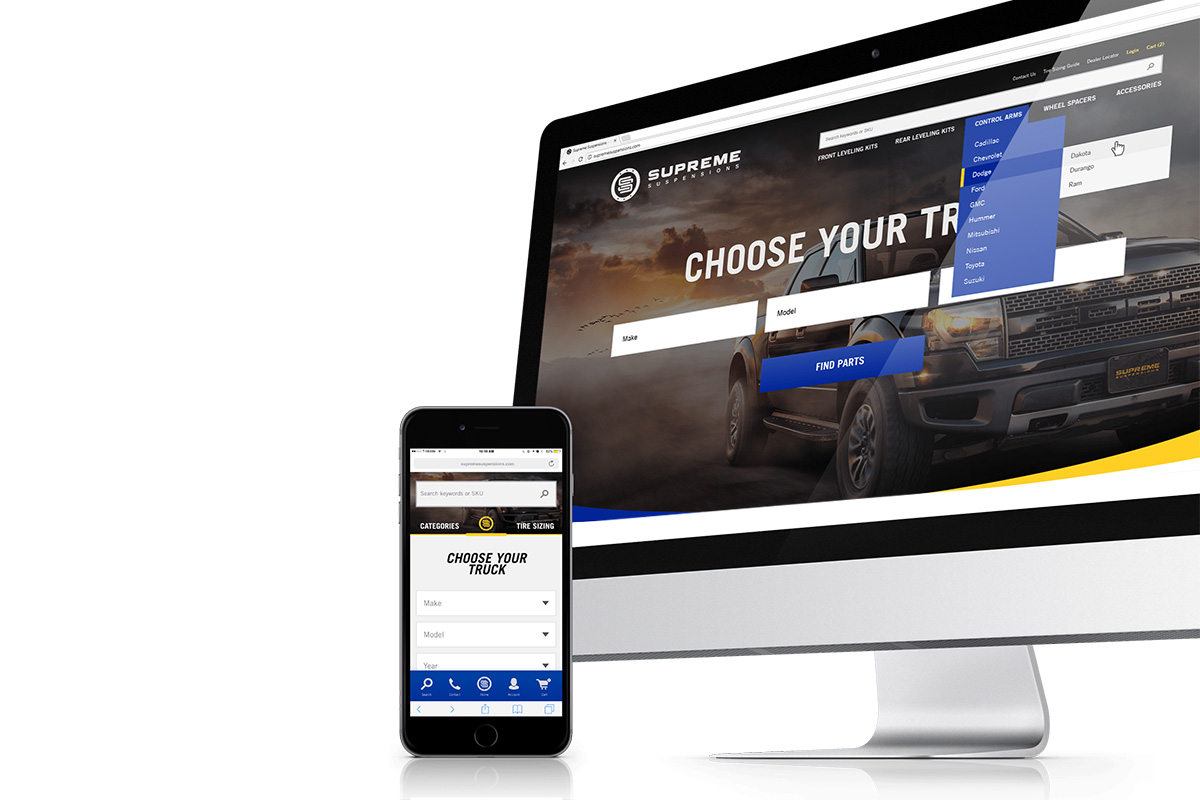 Supreme Suspensions
supremesuspensions.com
Contact Us Tire Sizing Guide Dealer Locator Login Cart (2)
Search keywords or SKU
SUPREME
SUSPENSIONS
FRONT LEVELING KITS REAR LEVELING KITS CONTROL ARMS WHEEL SPACERS ACCESSORIES
Cadillac
Chevrolet
Dodge
Ford
GMC
Hummer
Mitsubishi
Nissan
Toyota
Suzuki
Dakota
Durango
Ram
CHOOSE YOUR TR
Make
Model
FIND PARTS
SUPREME
SUSPENSIONS
supremesuspensions.com
Search keywords or SKU
CATEGORIES TIRE SIZING
CHOOSE YOUR
TRUCK
Make
Model
Year
Search Contact Home Account Cart